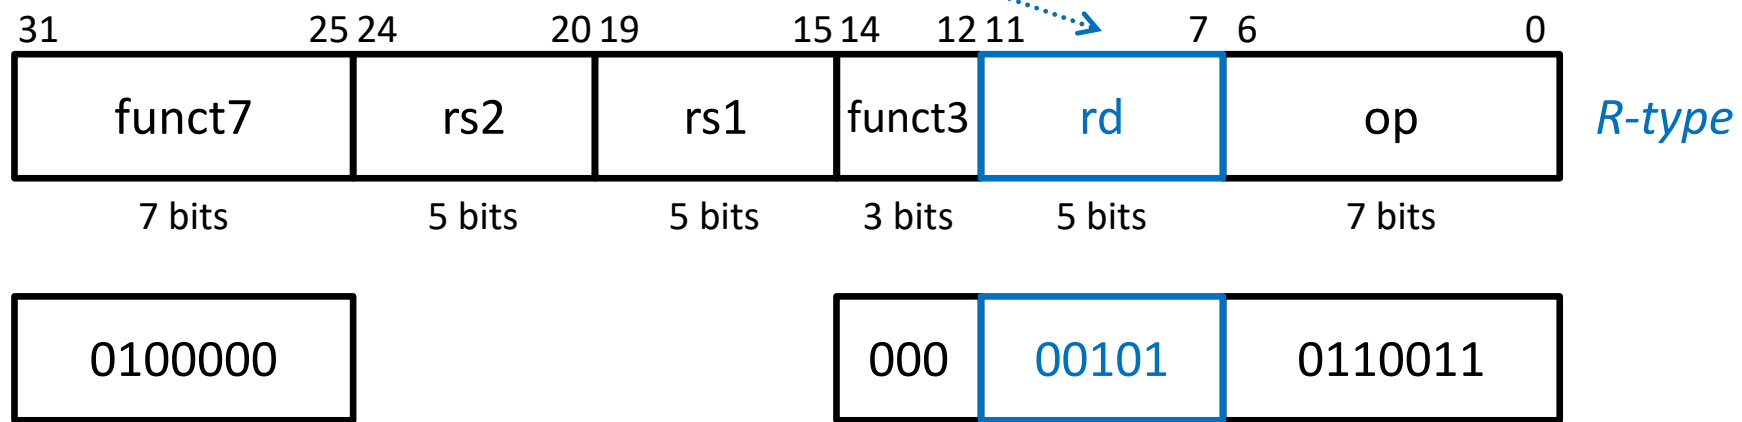 31 25 24 20 19 15 14 12 11 7 6 0
funct7 rs2 rs1 funct3 rd op R-type
7 bits 5 bits 5 bits 3 bits 5 bits 7 bits
0100000 000 00101 0110011